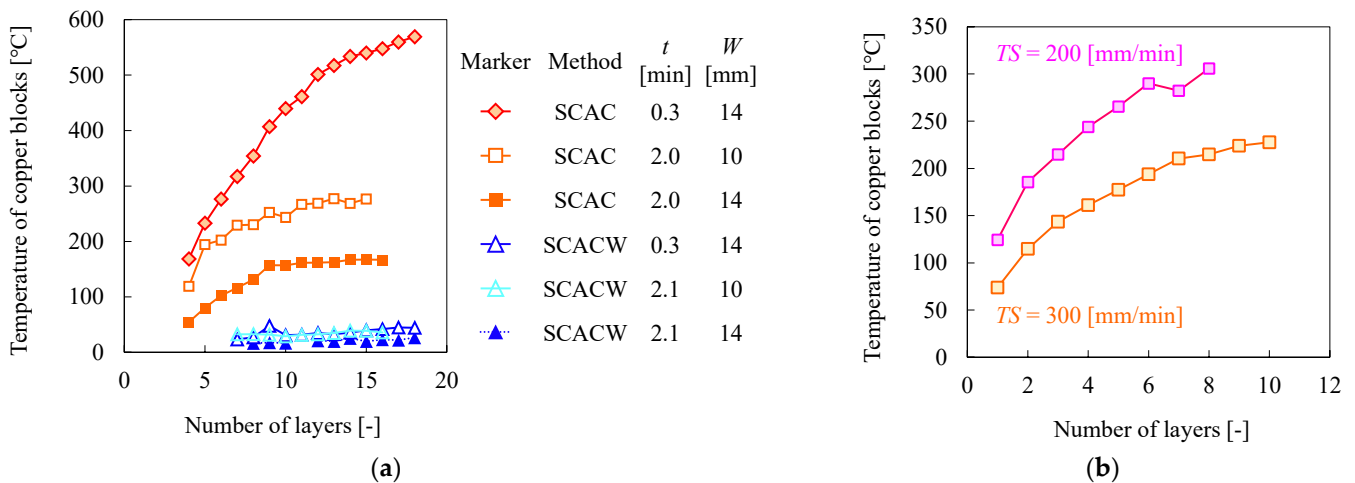 Temperature of copper blocks [°C]
600
500
400
300
200
100
0
0 5 10 15 20
Number of layers [-]
(a)
Marker Method t [min] W [mm]
SCAC 0.3 14
SCAC 2.0 10
SCAC 2.0 14
SCACW 0.3 14
SCACW 2.1 10
SCACW 2.1 14
Temperature of copper blocks [°C]
350
300
250
200
150
100
50
0
TS = 200 [mm/min]
TS = 300 [mm/min]
0 2 4 6 8 10 12
Number of layers [-]
(b)